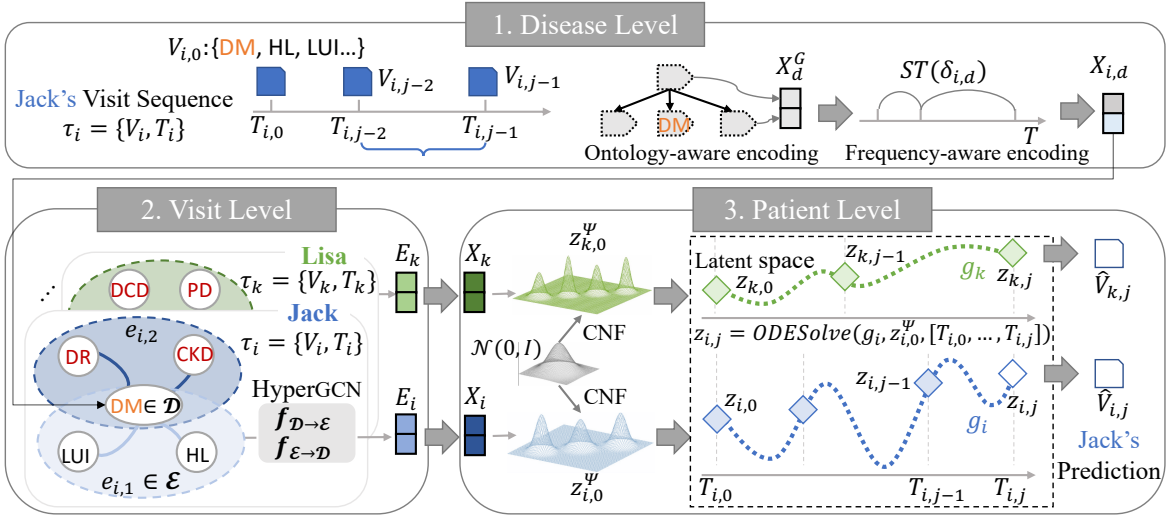 1. Disease Level
V_{i,0}:{DM, HL, LUI...}
Jack's Visit Sequence
τ_i = {V_i, T_i}
V_{i,j−2}
V_{i,j−1}
T_{i,0}
T_{i,j−2}
T_{i,j−1}
DM
X_d^G
Ontology-aware encoding
ST(δ_{i,d})
T
Frequency-aware encoding
X_{i,d}
2. Visit Level
Lisa
τ_k = {V_k, T_k}
⋰
DCD
PD
Jack
τ_i = {V_i, T_i}
e_{i,2}
DR
CKD
DM ∈ 𝓓
LUI
HL
e_{i,1} ∈ 𝓔
HyperGCN
f_{𝓓→𝓔}
f_{𝓔→𝓓}
E_k
E_i
3. Patient Level
X_k
X_i
z_{k,0}^Ψ
CNF
𝒩(0, I)
CNF
z_{i,0}^Ψ
Latent space
z_{k,0}
z_{k,j−1}
g_k
z_{k,j}
z_{i,j} = ODESolve(g_i, z_{i,0}^Ψ, [T_{i,0}, ..., T_{i,j}])
z_{i,0}
z_{i,j−1}
g_i
z_{i,j}
T_{i,0}
T_{i,j−1}
T_{i,j}
V̂_{k,j}
V̂_{i,j}
Jack's
Prediction